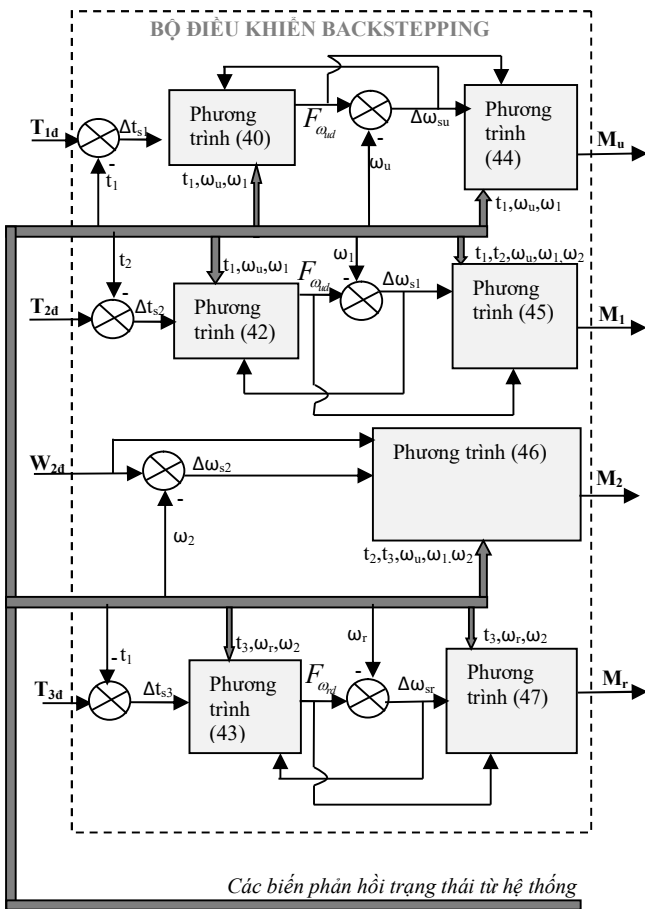 BỘ ĐIỀU KHIỂN BACKSTEPPING
T1d
Δts1
-
t1
Phương
trình (40)
Fωud
Δωsu
-
ωu
Phương
trình
(44)
Mu
t1,ωu,ω1
t1,ωu,ω1
t2
-
T2d
Δts2
t1,ωu,ω1
Phương
trình (42)
Fωud
ω1
-
Δωs1
t1,t2,ωu,ω1,ω2
Phương
trình (45)
M1
W2d
Δωs2
-
ω2
Phương trình (46)
M2
t2,t3,ωu,ω1,ω2
-t1
T3d
Δts3
t3,ωr,ω2
Phương
trình
(43)
Fωrd
ωr
-
Δωsr
t3,ωr,ω2
Phương
trình (47)
Mr
Các biến phản hồi trạng thái từ hệ thống